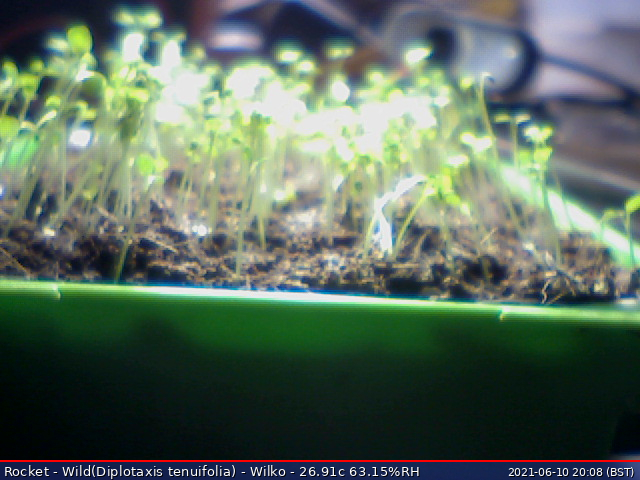 Rocket - Wild(Diplotaxis tenuifolia) - Wilko - 26.91c 63.15%RH
2021-06-10 20:08 (BST)